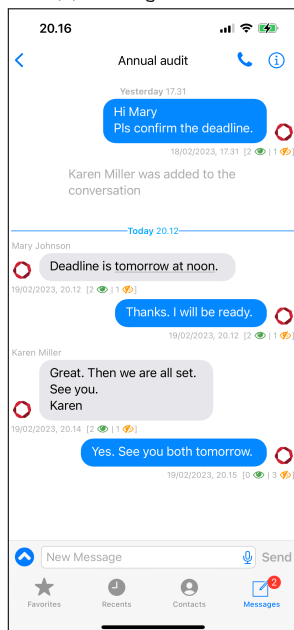 20.16
Annual audit
Yesterday 17.31
Hi Mary
Pls confirm the deadline.
18/02/2023, 17.31 [2 | 1 ]
Karen Miller was added to the
conversation
Today 20.12
Mary Johnson
Deadline is tomorrow at noon.
19/02/2023, 20.12 [2 | 1 ]
Thanks. I will be ready.
19/02/2023, 20.12 [2 | 1 ]
Karen Miller
Great. Then we are all set.
See you.
Karen
19/02/2023, 20.14 [2 | 1 ]
Yes. See you both tomorrow.
19/02/2023, 20.15 [0 | 3 ]
New Message
Send
2
Favorites
Recents
Contacts
Messages